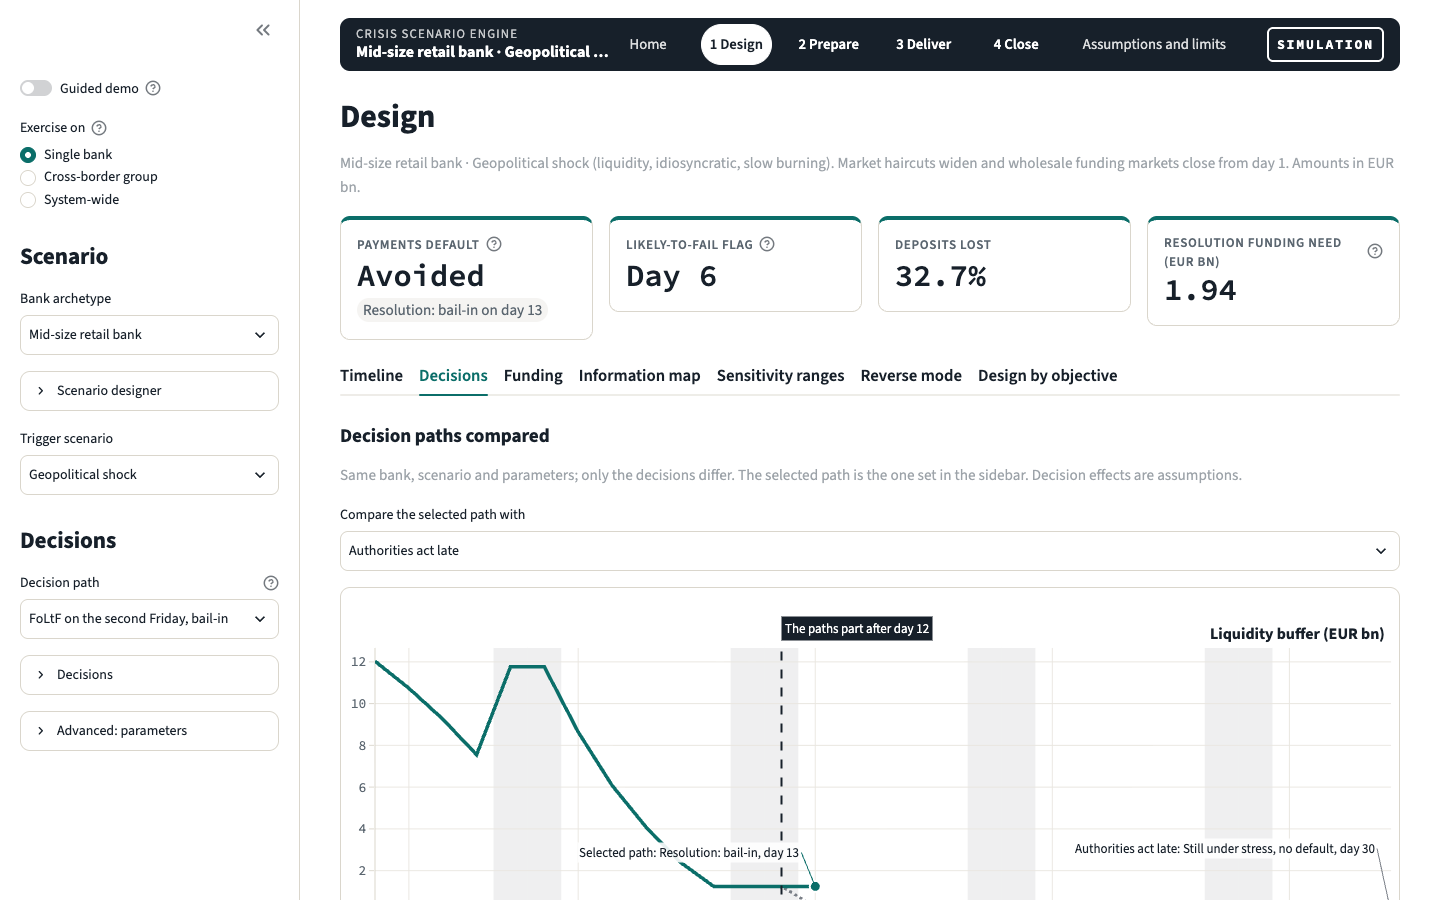 Guided demo
Exercise on
Single bank
Cross-border group
System-wide
Scenario
Bank archetype
Mid-size retail bank
Scenario designer
Trigger scenario
Geopolitical shock
Decisions
Decision path
FoLtF on the second Friday, bail-in
Decisions
Advanced: parameters
CRISIS SCENARIO ENGINE
Mid-size retail bank · Geopolitical ...
Home
1 Design
2 Prepare
3 Deliver
4 Close
Assumptions and limits
SIMULATION
Design
Mid-size retail bank · Geopolitical shock (liquidity, idiosyncratic, slow burning). Market haircuts widen and wholesale funding markets close from day 1. Amounts in EUR
bn.
PAYMENTS DEFAULT
Avoided
Resolution: bail-in on day 13
LIKELY-TO-FAIL FLAG
Day 6
DEPOSITS LOST
32.7%
RESOLUTION FUNDING NEED
(EUR BN)
1.94
Timeline
Decisions
Funding
Information map
Sensitivity ranges
Reverse mode
Design by objective
Decision paths compared
Same bank, scenario and parameters; only the decisions differ. The selected path is the one set in the sidebar. Decision effects are assumptions.
Compare the selected path with
Authorities act late
The paths part after day 12
Liquidity buffer (EUR bn)
12
10
8
6
4
2
Selected path: Resolution: bail-in, day 13
Authorities act late: Still under stress, no default, day 30